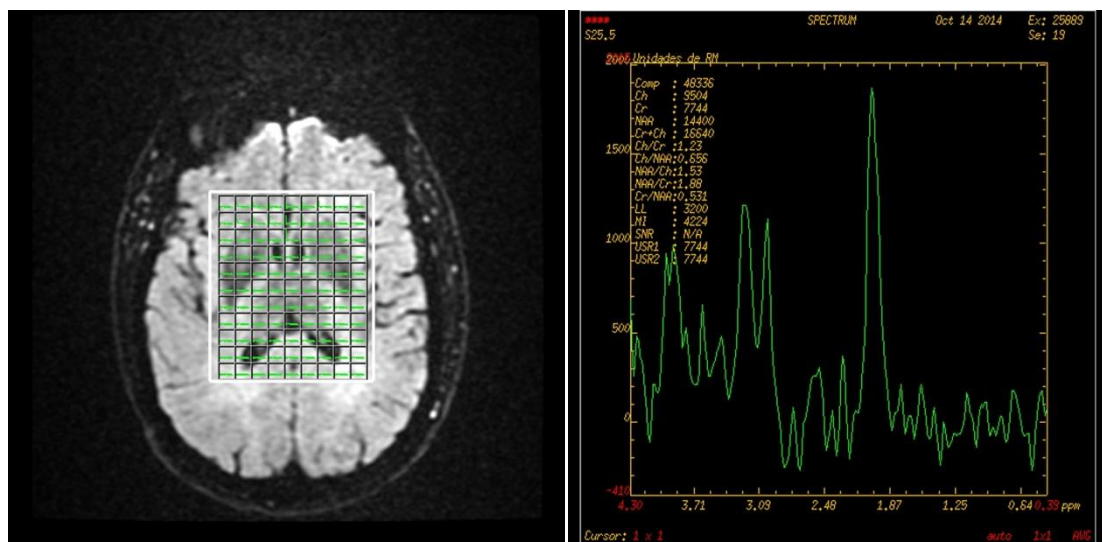 **** SPECTRUM Oct 14 2014 Ex: 25889
S25.5 Se: 19
Unidades de RM
2000
Comp : 48336
Ch : 9504
Cr : 7744
NAA : 14400
Cr+Ch : 16640
Ch/Cr :1.23
Ch/NAA:0.656
NAA/Ch:1.53
NAA/Cr:1.88
Cr/NAA:0.531
LL : 3200
MI : 4224
SNR : N/A
USR1 : 7744
USR2 : 7744
1500
1000
500
0
-410
4.30 3.71 3.09 2.48 1.87 1.25 0.64 0.39 ppm
Cursor: 1 x 1 auto 1x1 AVG